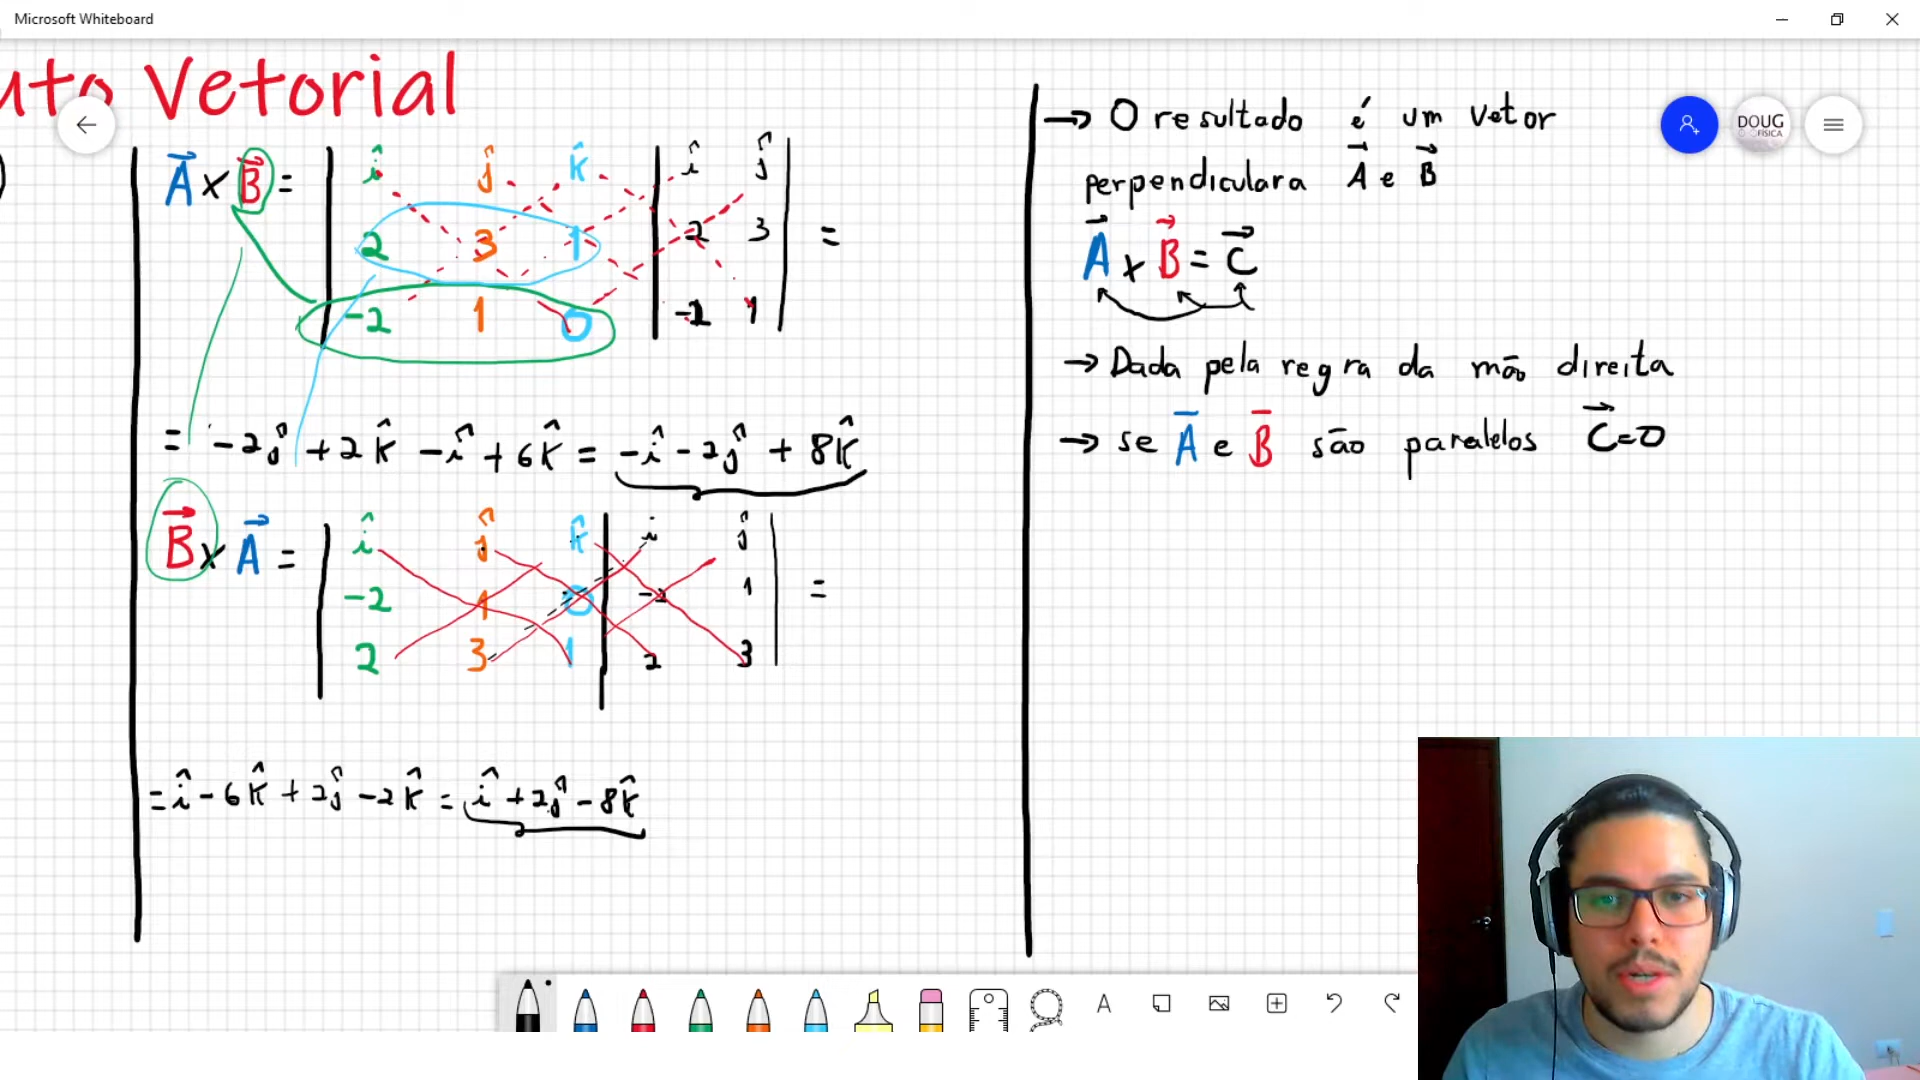 Microsoft Whiteboard
uto Vetorial
A x B = | î ĵ k̂ | î ĵ |
2 3 1 | 2 3 | =
-2 1 0 | -2 1
= -2ĵ + 2k̂ - î + 6k̂ = -î - 2ĵ + 8k̂
B x A = | î ĵ k̂ | i ĵ |
-2 1 0 | -2 1 | =
2 3 1 | 2 3
= î - 6k̂ + 2ĵ - 2k̂ = î + 2ĵ - 8k̂
→ O resultado é um vetor
perpendicular a A e B
A x B = C
→ Dada pela regra da mão direita
→ se A e B são paralelos C=0
DOUG
FÍSICA
A